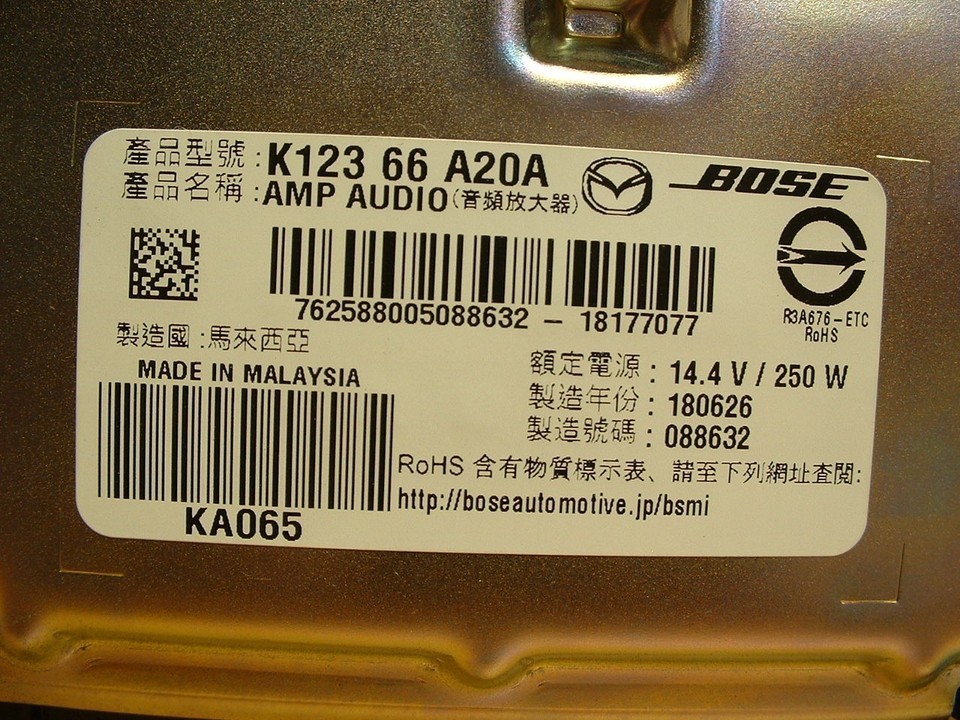 產品型號 : K123 66 A20A
產品名稱 : AMP AUDIO (音頻放大器)
BOSE
762588005088632 - 18177077
R3A676-ETC
RoHS
製造國 : 馬來西亞
MADE IN MALAYSIA
額定電源 : 14.4 V / 250 W
製造年份 : 180626
製造號碼 : 088632
RoHS 含有物質標示表、請至下列網址查閱:
http://boseautomotive.jp/bsmi
KA065